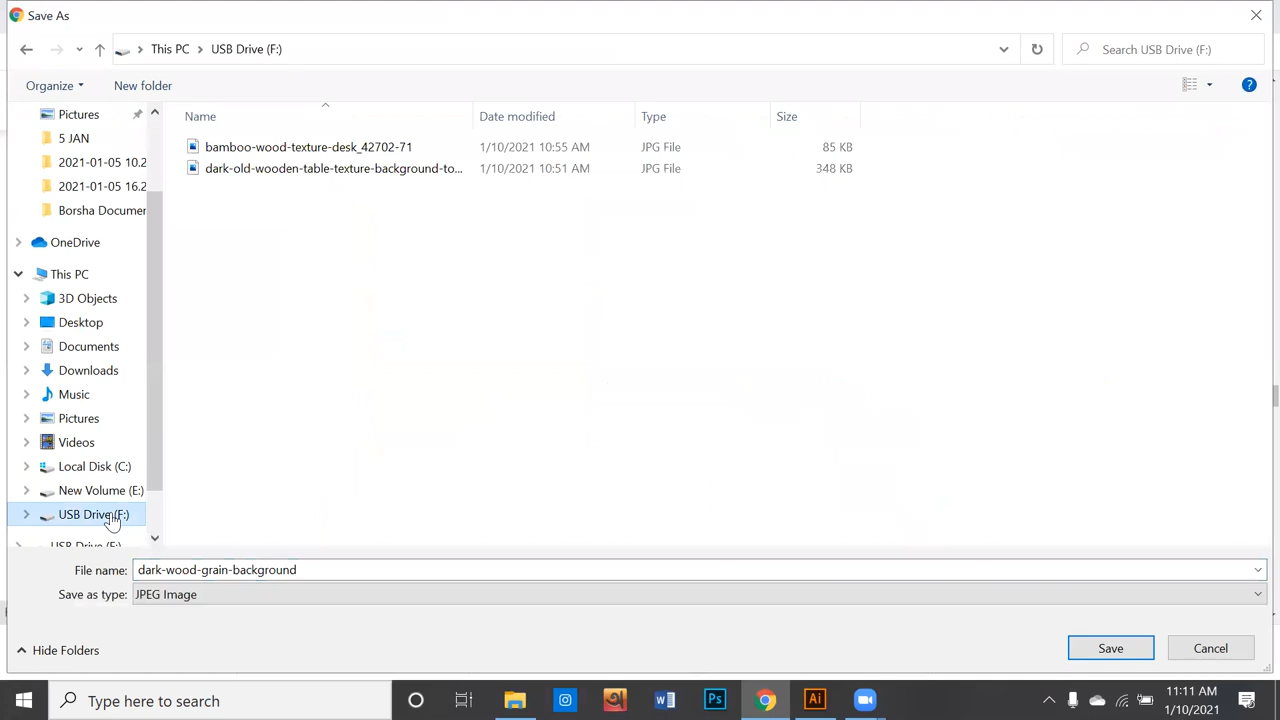 Save As
This PC
USB Drive (F:)
Search USB Drive (F:)
Organize
New folder
Name
Date modified
Type
Size
Pictures
5 JAN
2021-01-05 10.2
2021-01-05 16.2
Borsha Documer
OneDrive
This PC
3D Objects
Desktop
Documents
Downloads
Music
Pictures
Videos
Local Disk (C:)
New Volume (E:)
USB Drive (F:)
USB Drive (F:)
bamboo-wood-texture-desk_42702-71 1/10/2021 10:55 AM JPG File 85 KB
dark-old-wooden-table-texture-background-to... 1/10/2021 10:51 AM JPG File 348 KB
File name: dark-wood-grain-background
Save as type: JPEG Image
Hide Folders
Save
Cancel
Type here to search
W
Ps
Ai
11:11 AM
1/10/2021